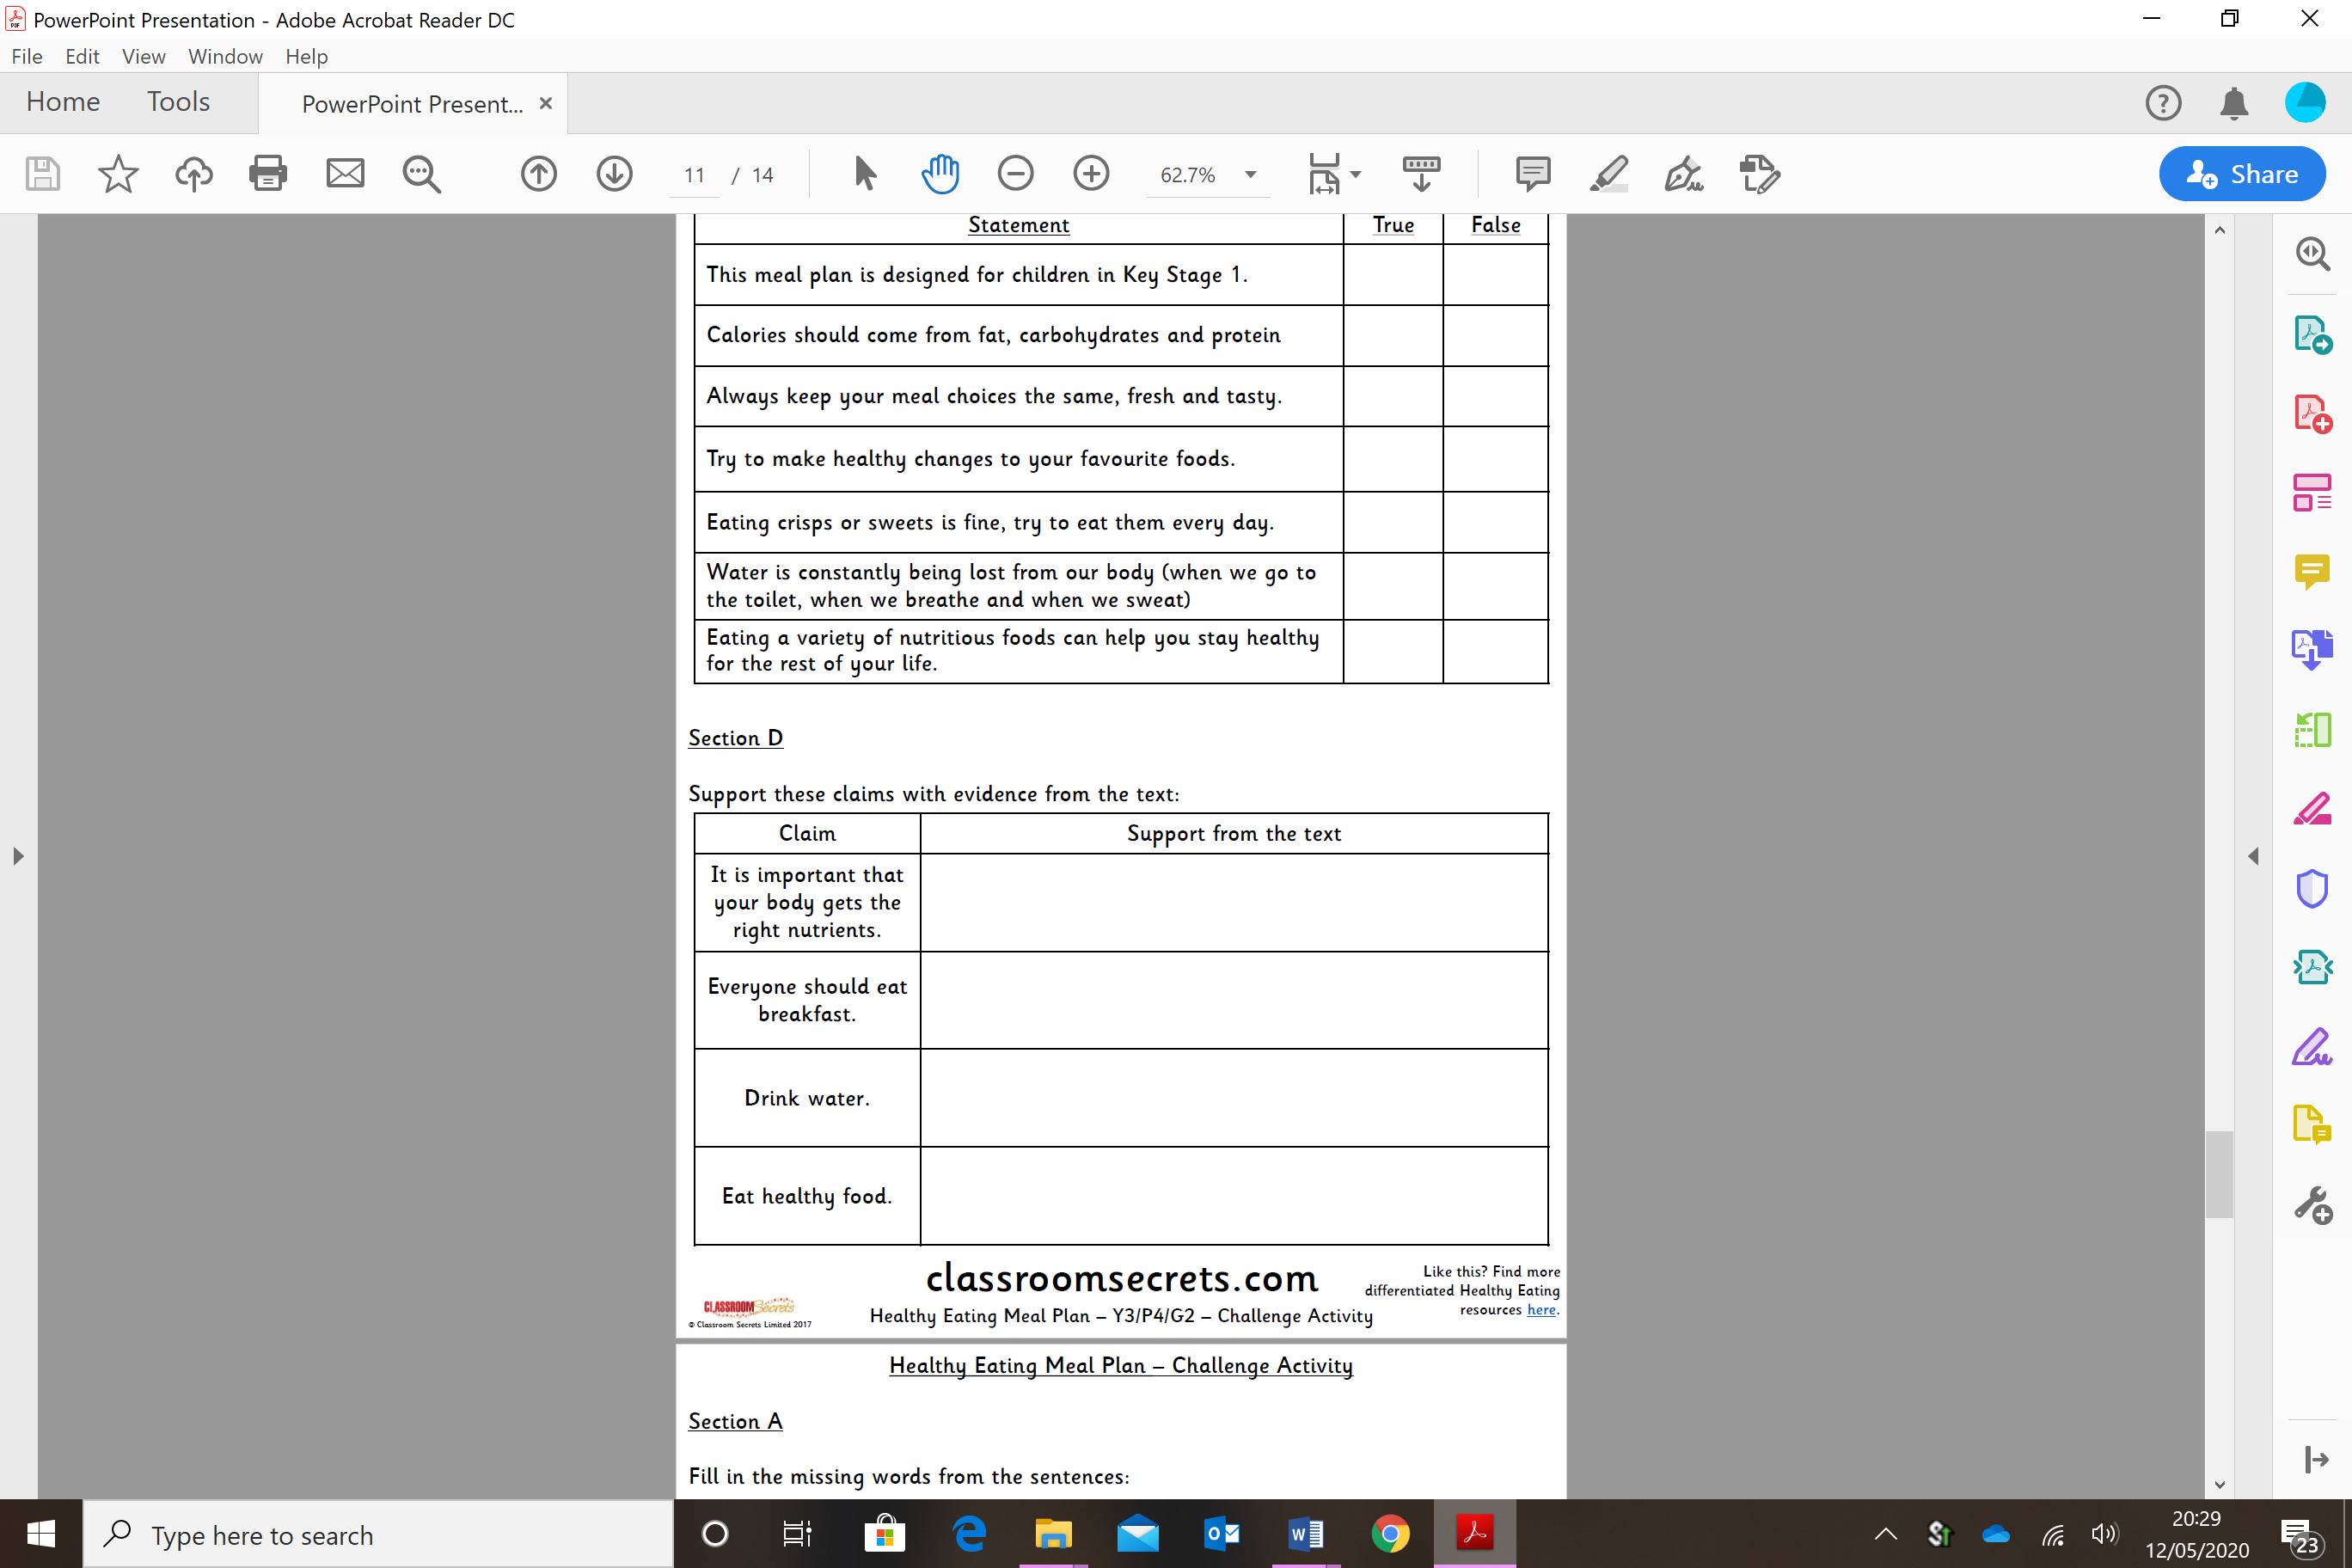 PowerPoint Presentation - Adobe Acrobat Reader DC
File Edit View Window Help
Home Tools PowerPoint Present... ×
11 / 14 62.7% Share
Statement True False
This meal plan is designed for children in Key Stage 1.
Calories should come from fat, carbohydrates and protein
Always keep your meal choices the same, fresh and tasty.
Try to make healthy changes to your favourite foods.
Eating crisps or sweets is fine, try to eat them every day.
Water is constantly being lost from our body (when we go to
the toilet, when we breathe and when we sweat)
Eating a variety of nutritious foods can help you stay healthy
for the rest of your life.
Section D
Support these claims with evidence from the text:
Claim Support from the text
It is important that
your body gets the
right nutrients.
Everyone should eat
breakfast.
Drink water.
Eat healthy food.
classroomsecrets.com
Healthy Eating Meal Plan – Y3/P4/G2 – Challenge Activity
CLASSROOM Secrets
© Classroom Secrets Limited 2017
Like this? Find more
differentiated Healthy Eating
resources here.
Healthy Eating Meal Plan – Challenge Activity
Section A
Fill in the missing words from the sentences:
Type here to search
20:29
12/05/2020
23